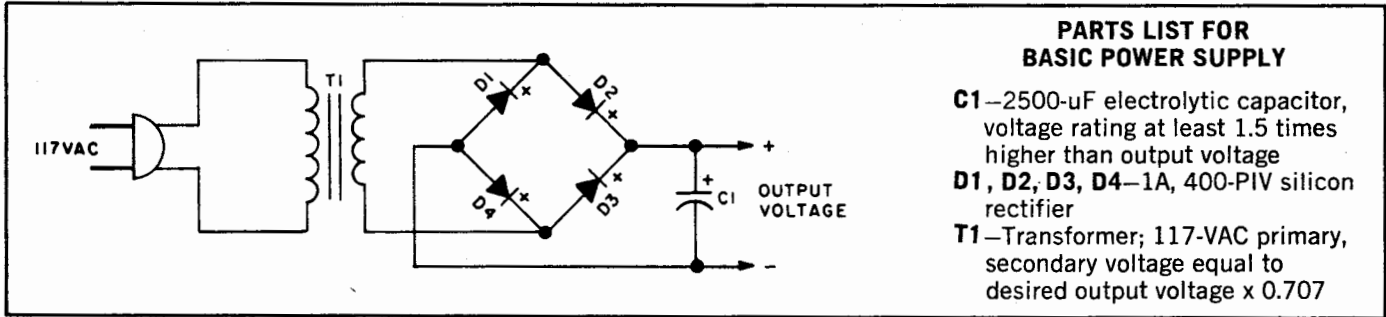 117VAC
T1
D1
D2
D4
D3
+
+
+
+
+
+
C1
OUTPUT
VOLTAGE
-
PARTS LIST FOR
BASIC POWER SUPPLY
C1—2500-uF electrolytic capacitor,
voltage rating at least 1.5 times
higher than output voltage
D1, D2, D3, D4—1A, 400-PIV silicon
rectifier
T1—Transformer; 117-VAC primary,
secondary voltage equal to
desired output voltage x 0.707